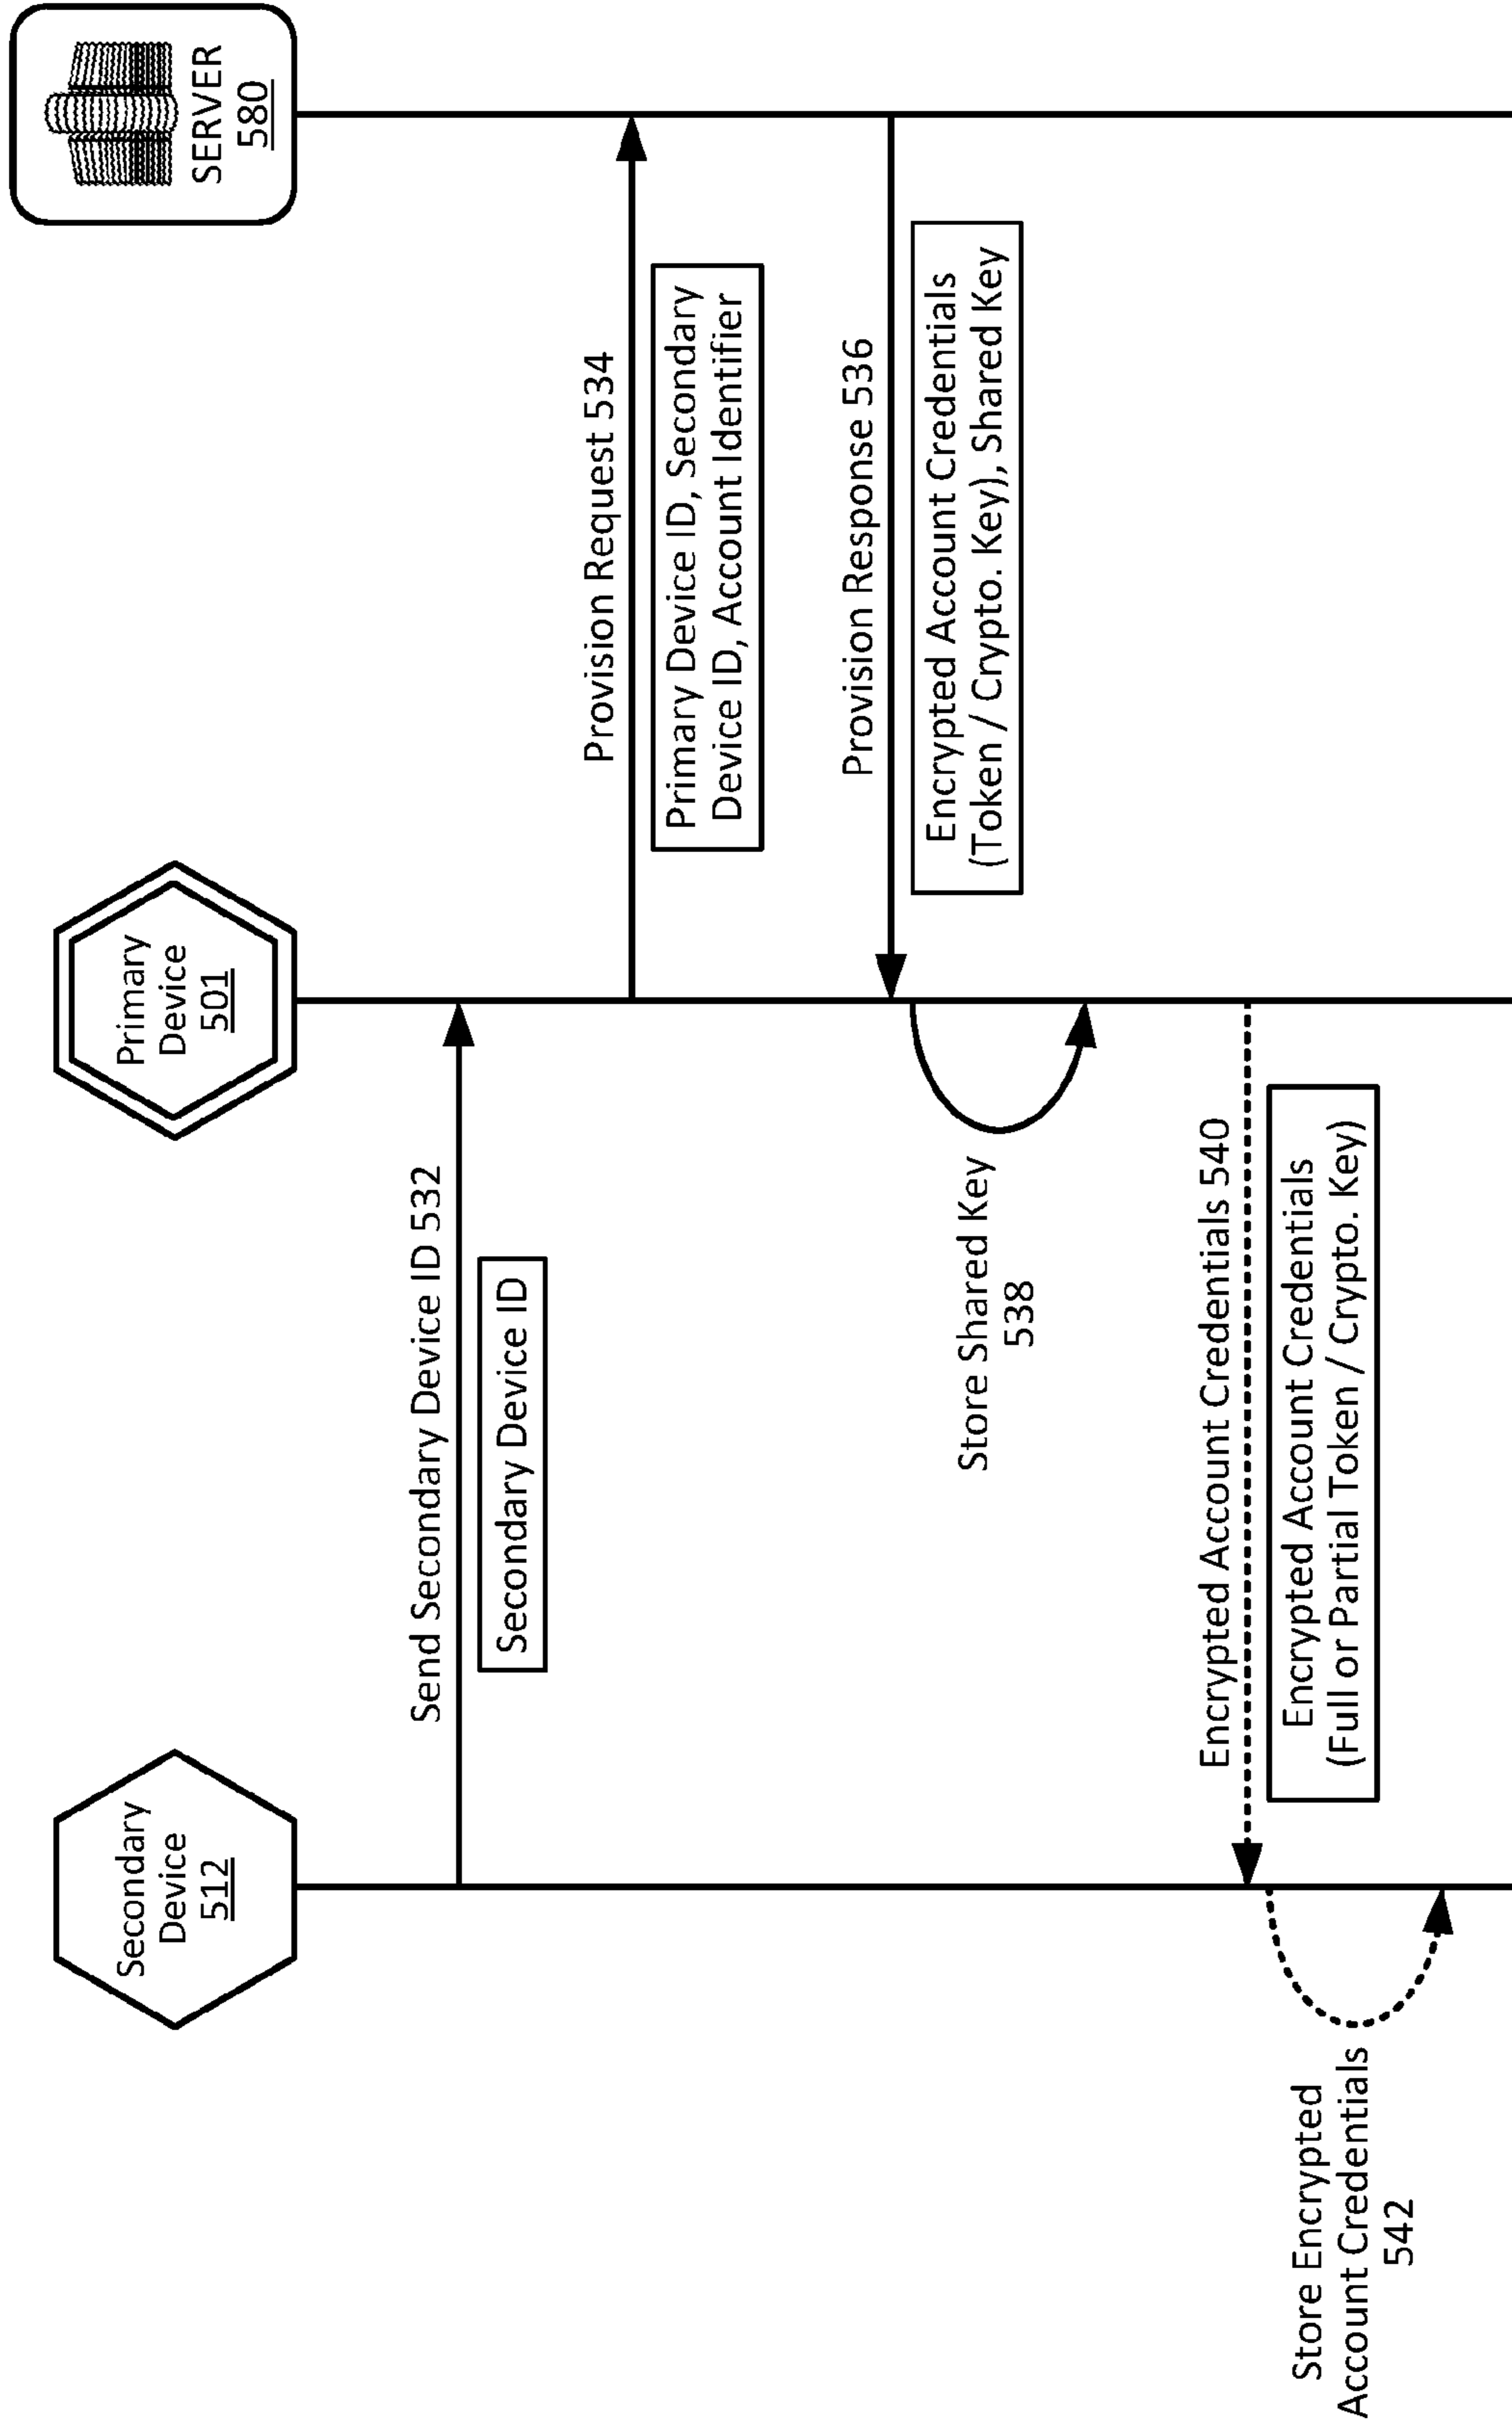 Secondary
Device
512
Primary
Device
501
SERVER
580
Send Secondary Device ID 532
Secondary Device ID
Provision Request 534
Primary Device ID, Secondary
Device ID, Account Identifier
Provision Response 536
Encrypted Account Credentials
(Token / Crypto. Key), Shared Key
Store Shared Key
538
Encrypted Account Credentials 540
Encrypted Account Credentials
(Full or Partial Token / Crypto. Key)
Store Encrypted
Account Credentials
542